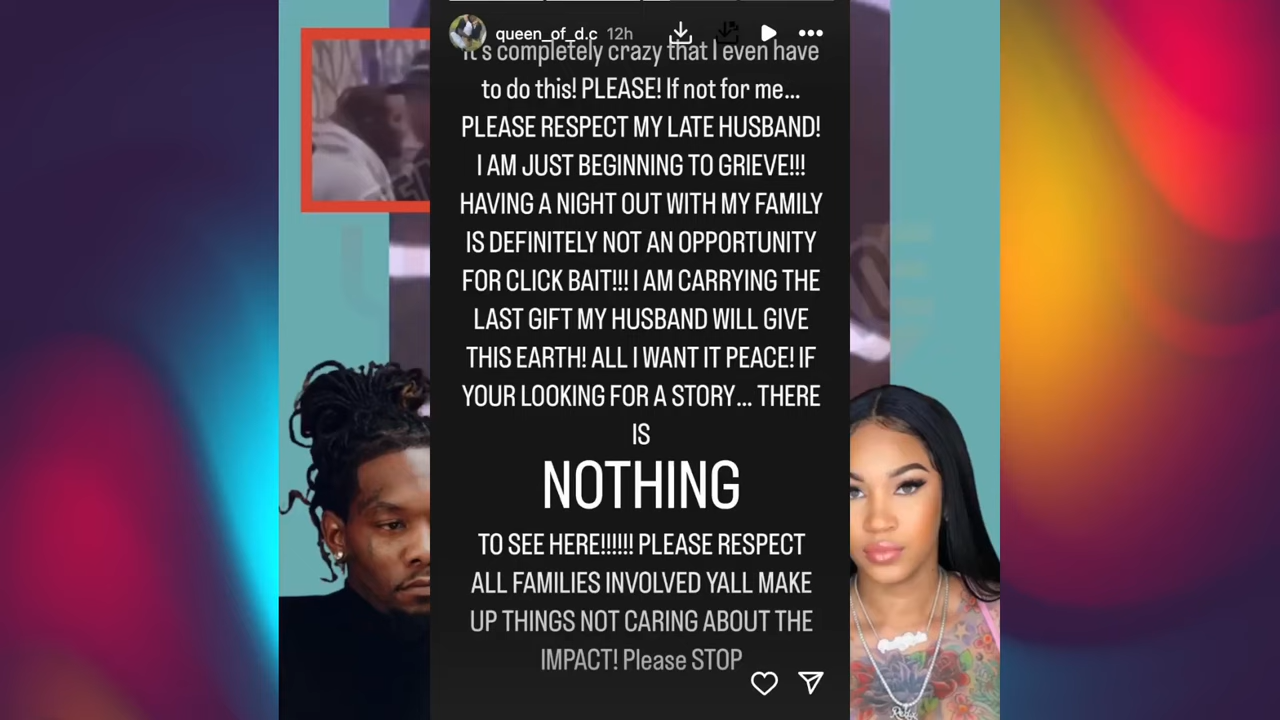 queen_of_d.c 12h
It's completely crazy that I even have
to do this! PLEASE! If not for me...
PLEASE RESPECT MY LATE HUSBAND!
I AM JUST BEGINNING TO GRIEVE!!!
HAVING A NIGHT OUT WITH MY FAMILY
IS DEFINITELY NOT AN OPPORTUNITY
FOR CLICK BAIT!!! I AM CARRYING THE
LAST GIFT MY HUSBAND WILL GIVE
THIS EARTH! ALL I WANT IT PEACE! IF
YOUR LOOKING FOR A STORY... THERE
IS
NOTHING
TO SEE HERE!!!!!! PLEASE RESPECT
ALL FAMILIES INVOLVED YALL MAKE
UP THINGS NOT CARING ABOUT THE
IMPACT! Please STOP